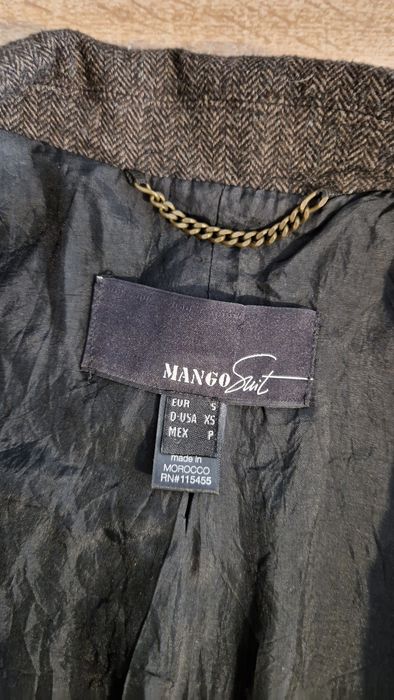 MANGO Suit
EUR S
D-USA XS
MEX P
made in
MOROCCO
RN#115455